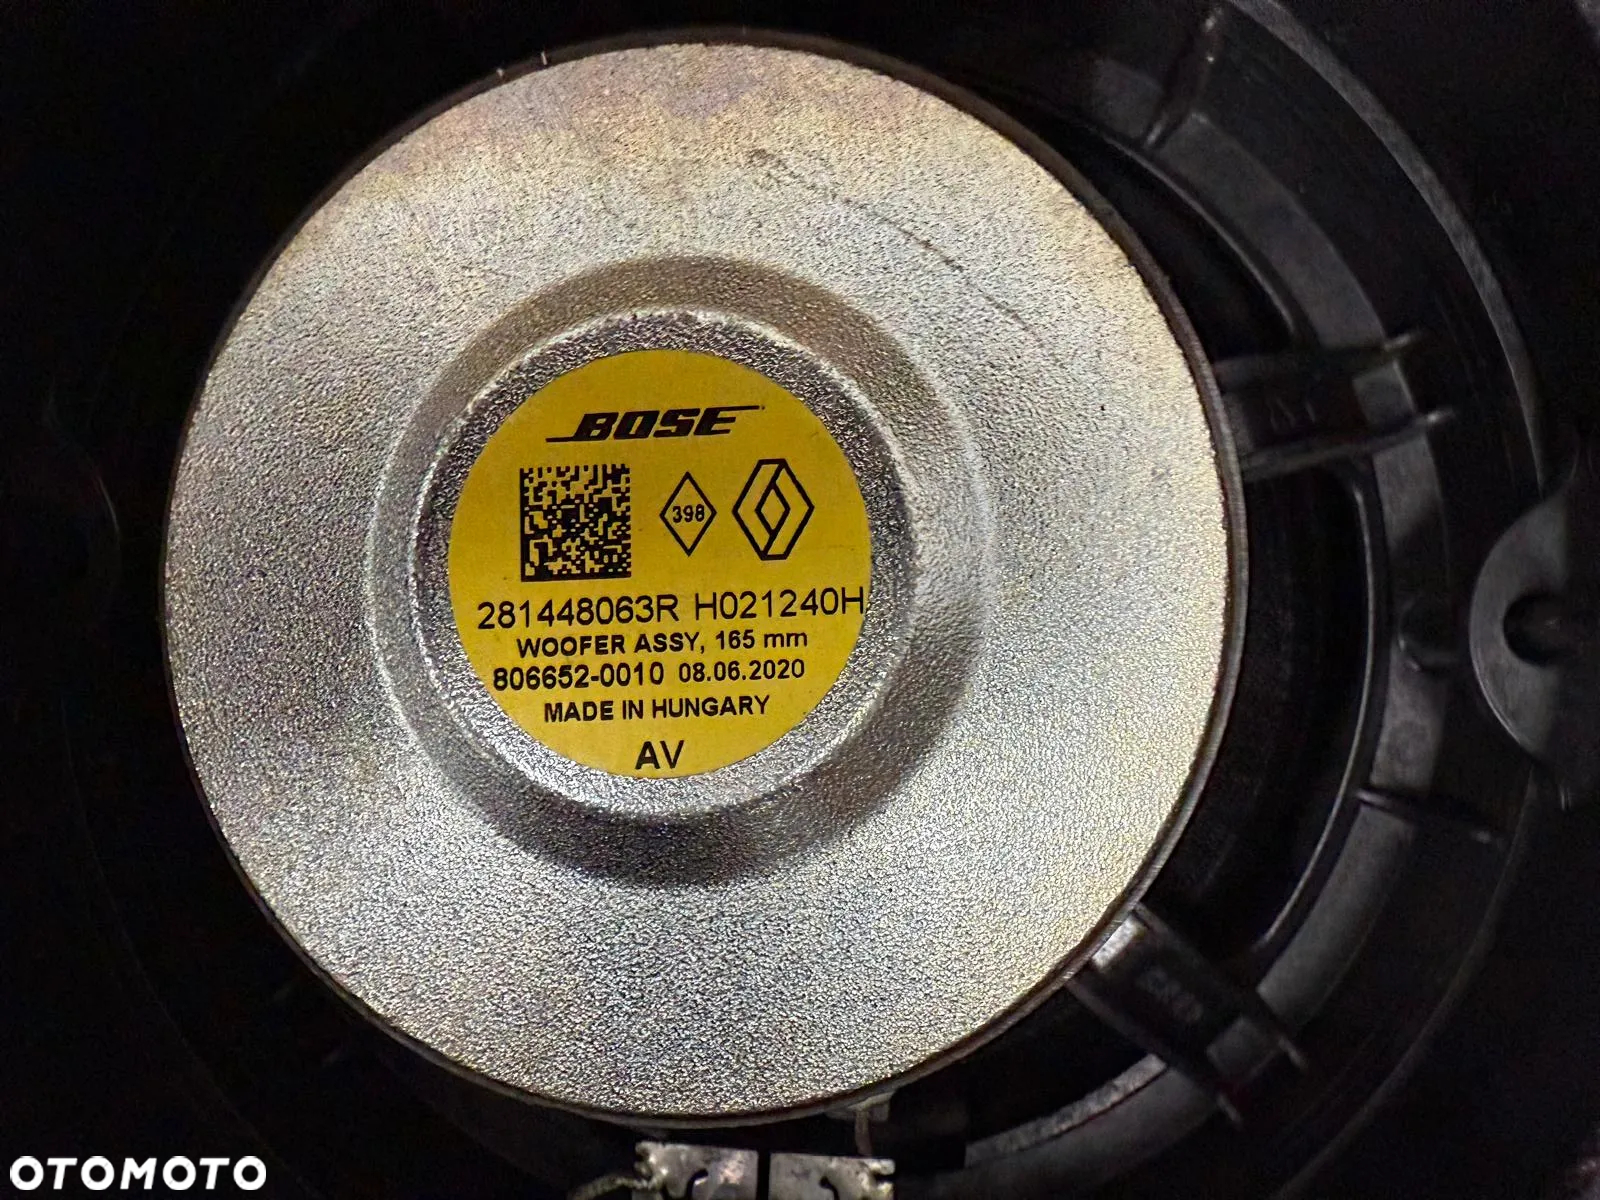 BOSE
398
281448063R H021240H
WOOFER ASSY, 165 mm
806652-0010 08.06.2020
MADE IN HUNGARY
AV
OTOMOTO